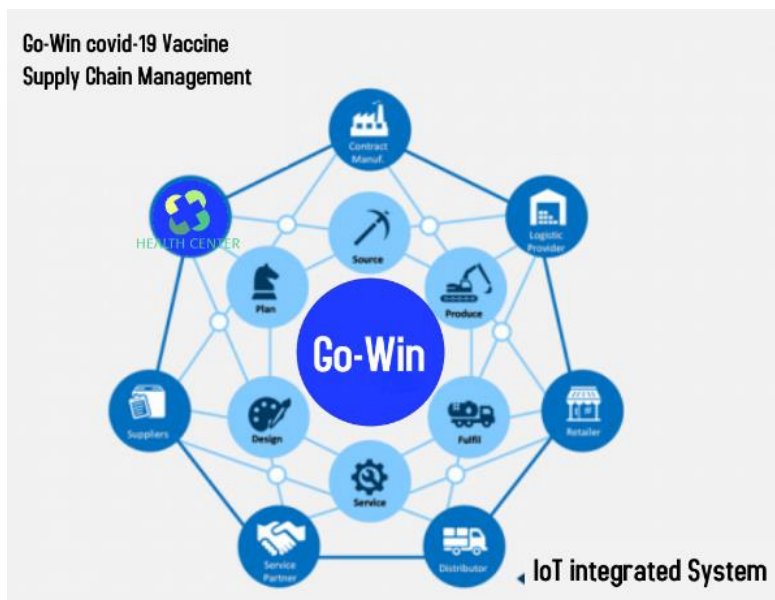 Go-Win covid-19 Vaccine
Supply Chain Management
Contract
Manuf.
HEALTH CENTER
Logistic
Provider
Source
Plan
Produce
Go-Win
Suppliers
Design
Fulfil
Retailer
Service
Service
Partner
Distributor
IoT integrated System